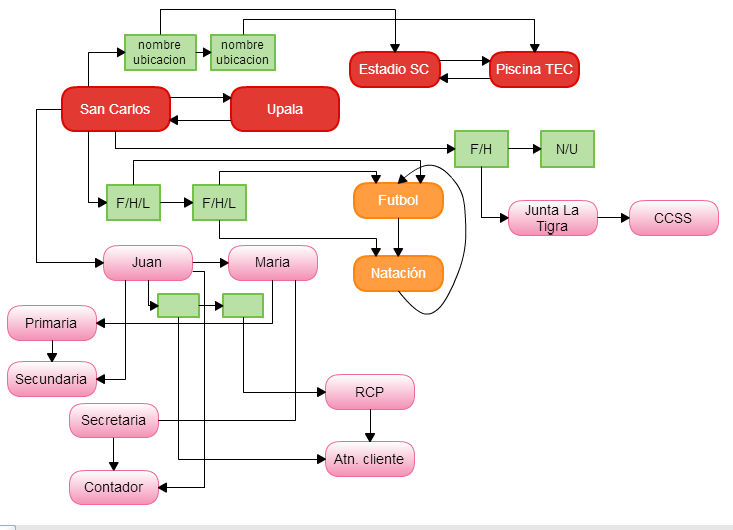 nombre
ubicacion
nombre
ubicacion
Estadio SC
Piscina TEC
San Carlos
Upala
F/H
N/U
F/H/L
F/H/L
Futbol
Junta La
Tigra
CCSS
Juan
Maria
Natación
Primaria
Secundaria
RCP
Secretaria
Atn. cliente
Contador